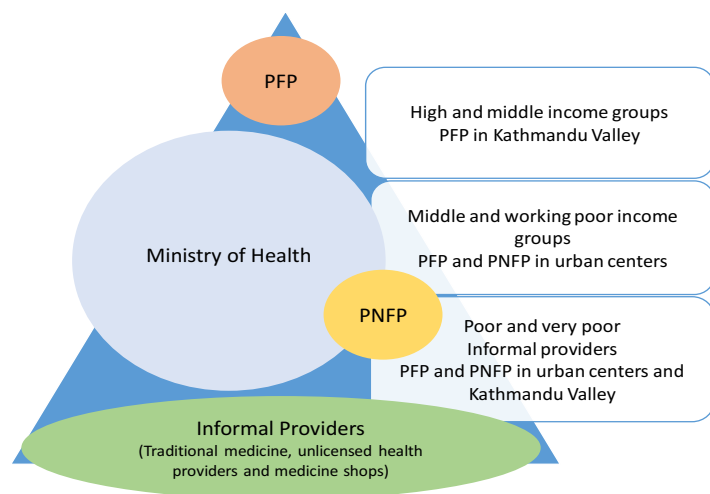 PFP
High and middle income groups
PFP in Kathmandu Valley
Ministry of Health
Middle and working poor income
groups
PFP and PNFP in urban centers
PNFP
Poor and very poor
Informal providers
PFP and PNFP in urban centers and
Kathmandu Valley
Informal Providers
(Traditional medicine, unlicensed health
providers and medicine shops)